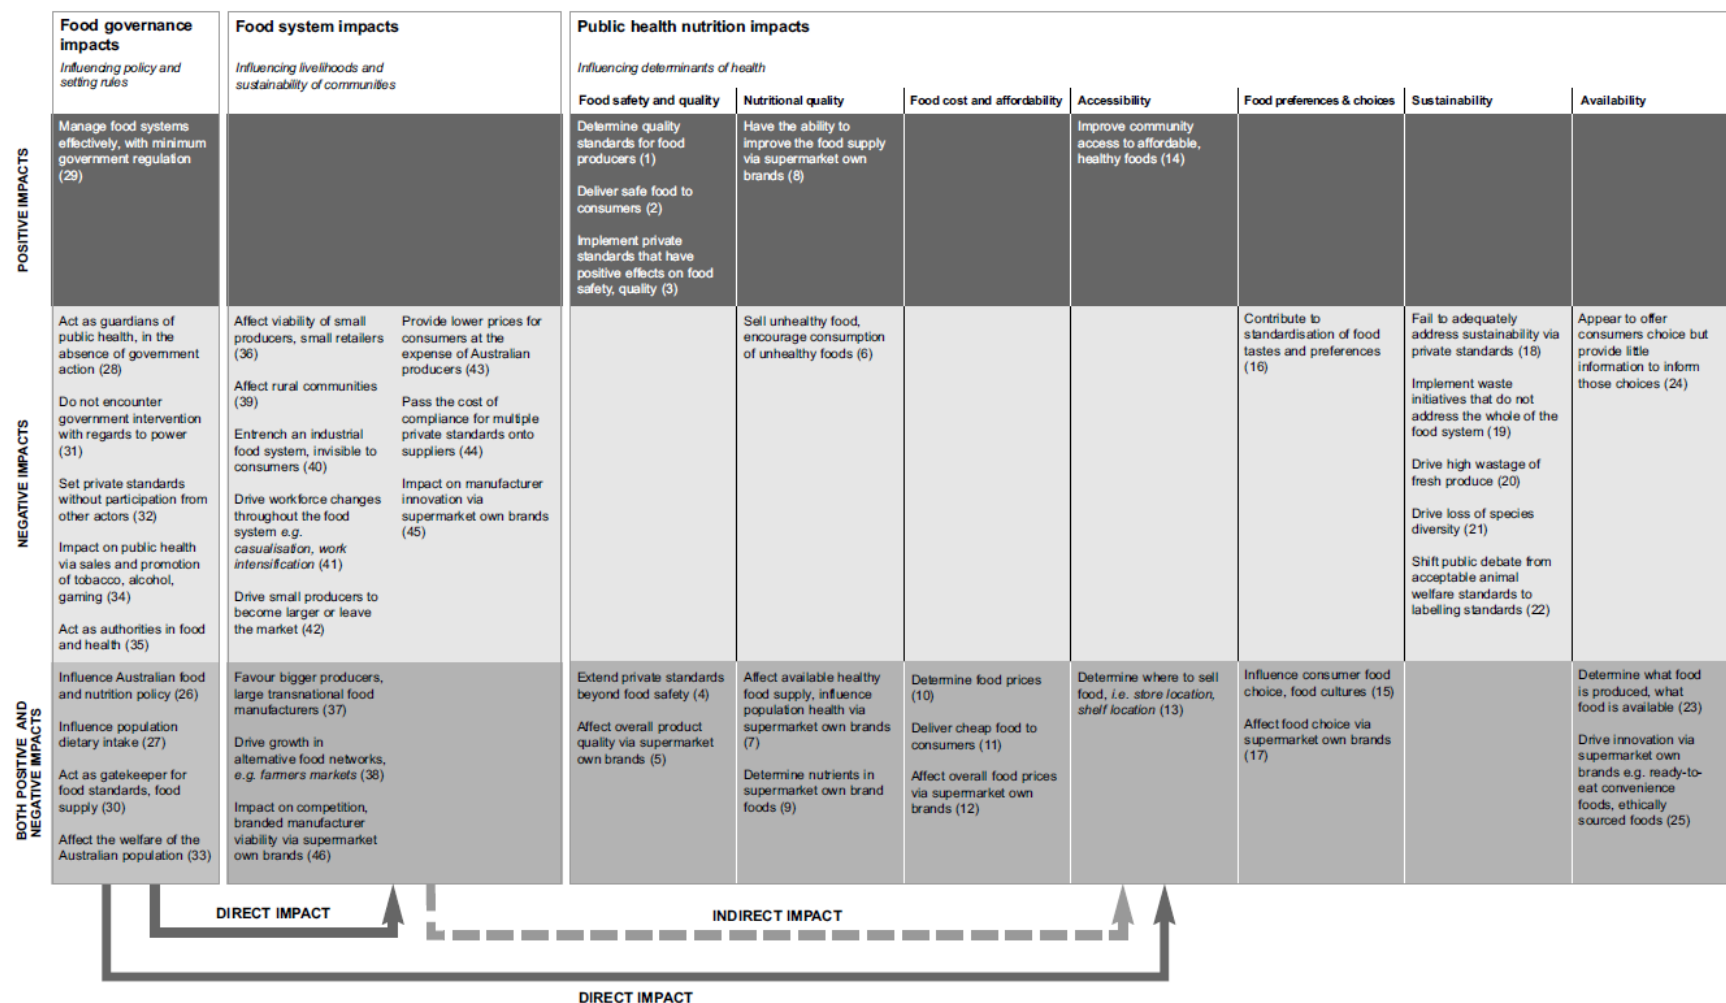 Food governance
impacts
Influencing policy and
setting rules
Food system impacts
Influencing livelihoods and
sustainability of communities
Public health nutrition impacts
Influencing determinants of health
Food safety and quality
Nutritional quality
Food cost and affordability
Accessibility
Food preferences & choices
Sustainability
Availability
POSITIVE IMPACTS
Manage food systems
effectively, with minimum
government regulation
(29)
Determine quality
standards for food
producers (1)
Deliver safe food to
consumers (2)
Implement private
standards that have
positive effects on food
safety, quality (3)
Have the ability to
improve the food supply
via supermarket own
brands (8)
Improve community
access to affordable,
healthy foods (14)
NEGATIVE IMPACTS
Act as guardians of
public health, in the
absence of government
action (28)
Do not encounter
government intervention
with regards to power
(31)
Set private standards
without participation from
other actors (32)
Impact on public health
via sales and promotion
of tobacco, alcohol,
gaming (34)
Act as authorities in food
and health (35)
Affect viability of small
producers, small retailers
(36)
Affect rural communities
(39)
Entrench an industrial
food system, invisible to
consumers (40)
Drive workforce changes
throughout the food
system e.g.
casualisation, work
intensification (41)
Drive small producers to
become larger or leave
the market (42)
Provide lower prices for
consumers at the
expense of Australian
producers (43)
Pass the cost of
compliance for multiple
private standards onto
suppliers (44)
Impact on manufacturer
innovation via
supermarket own brands
(45)
Sell unhealthy food,
encourage consumption
of unhealthy foods (6)
Contribute to
standardisation of food
tastes and preferences
(16)
Fail to adequately
address sustainability via
private standards (18)
Implement waste
initiatives that do not
address the whole of the
food system (19)
Drive high wastage of
fresh produce (20)
Drive loss of species
diversity (21)
Shift public debate from
acceptable animal
welfare standards to
labelling standards (22)
Appear to offer
consumers choice but
provide little
information to inform
those choices (24)
BOTH POSITIVE AND
NEGATIVE IMPACTS
Influence Australian food
and nutrition policy (26)
Influence population
dietary intake (27)
Act as gatekeeper for
food standards, food
supply (30)
Affect the welfare of the
Australian population (33)
Favour bigger producers,
large transnational food
manufacturers (37)
Drive growth in
alternative food networks,
e.g. farmers markets (38)
Impact on competition,
branded manufacturer
viability via supermarket
own brands (46)
Extend private standards
beyond food safety (4)
Affect overall product
quality via supermarket
own brands (5)
Affect available healthy
food supply, influence
population health via
supermarket own brands
(7)
Determine nutrients in
supermarket own brand
foods (9)
Determine food prices
(10)
Deliver cheap food to
consumers (11)
Affect overall food prices
via supermarket own
brands (12)
Determine where to sell
food, i.e. store location,
shelf location (13)
Influence consumer food
choice, food cultures (15)
Affect food choice via
supermarket own brands
(17)
Determine what food
is produced, what
food is available (23)
Drive innovation via
supermarket own
brands e.g. ready-to-
eat convenience
foods, ethically
sourced foods (25)
DIRECT IMPACT
INDIRECT IMPACT
DIRECT IMPACT